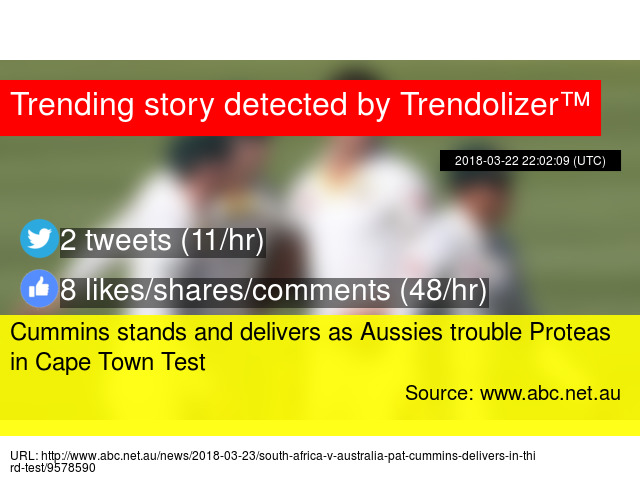 Trending story detected by Trendolizer™
2018-03-22 22:02:09 (UTC)
2 tweets (11/hr)
8 likes/shares/comments (48/hr)
Cummins stands and delivers as Aussies trouble Proteas
in Cape Town Test
Source: www.abc.net.au
URL: http://www.abc.net.au/news/2018-03-23/south-africa-v-australia-pat-cummins-delivers-in-thi
rd-test/9578590